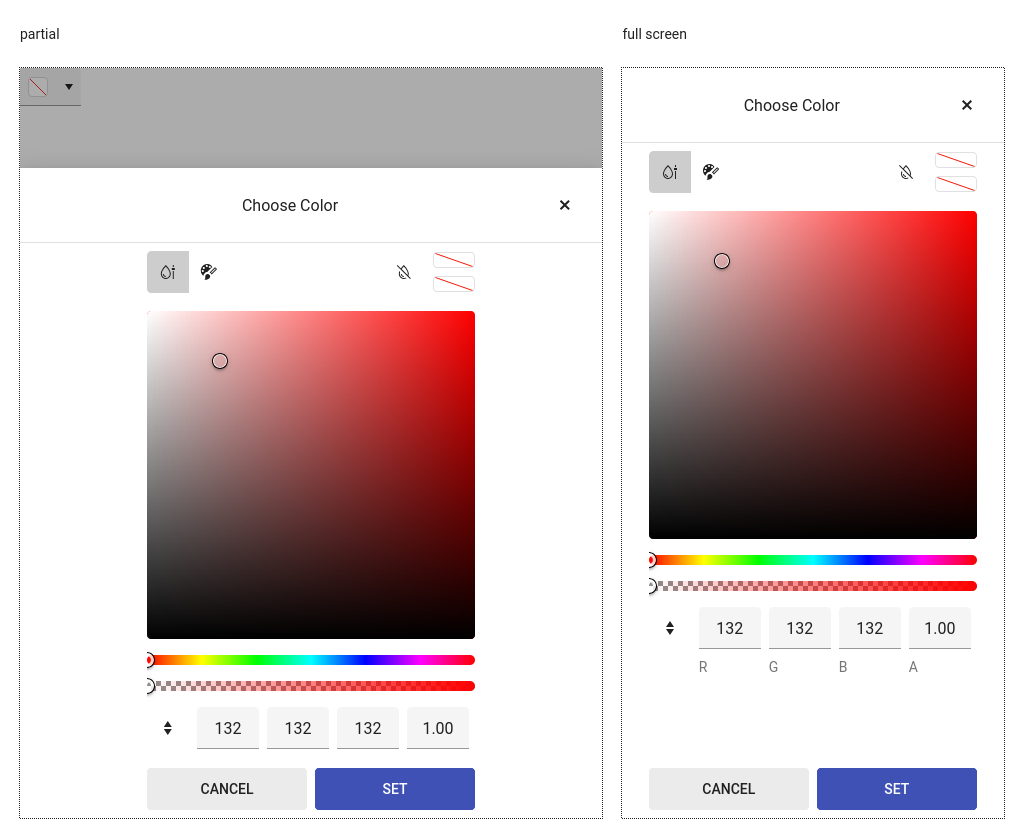 partial
Choose Color
132 132 132 1.00
CANCEL SET
full screen
Choose Color
132 132 132 1.00
R G B A
CANCEL SET